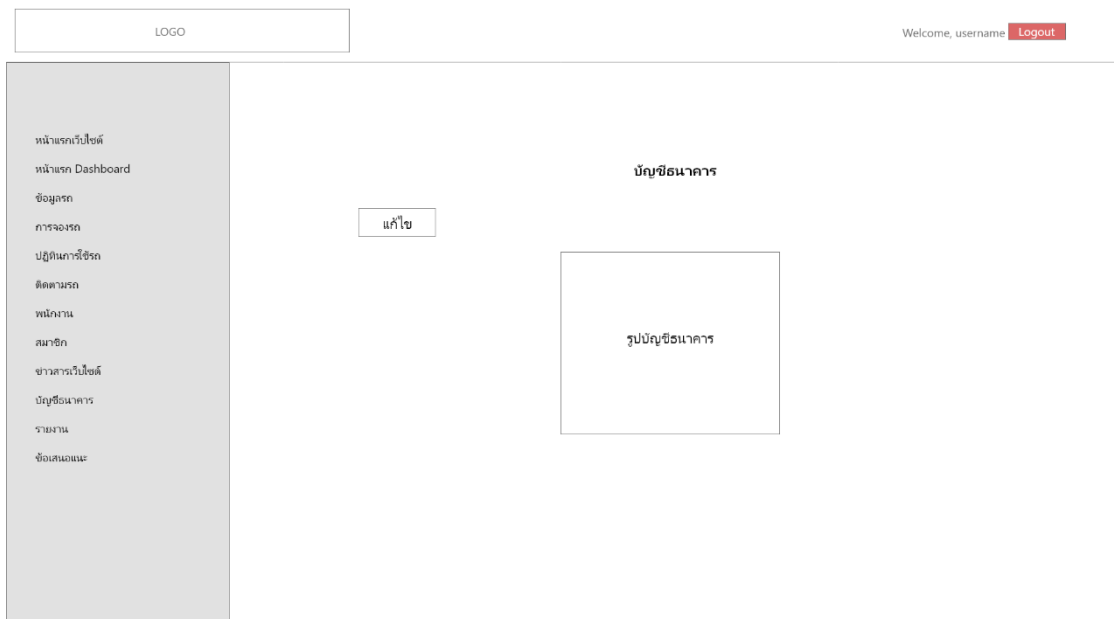 LOGO
Welcome, username Logout
หน้าแรกเว็บไซต์
หน้าแรก Dashboard
ข้อมูลรถ
การจองรถ
ปฏิทินการใช้รถ
ติดตามรถ
พนักงาน
สมาชิก
ข่าวสารเว็บไซต์
บัญชีธนาคาร
รายงาน
ข้อเสนอแนะ
บัญชีธนาคาร
แก้ไข
รูปบัญชีธนาคาร